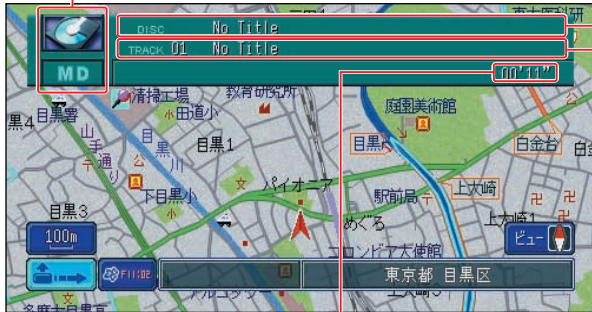 DISC No Title
TRACK 01 No Title
MD
00'11"
清掃工場
教育研究所
黒4
目黒署
田道小
庭園美術館
山手通り
目黒川
目黒1
白金台
パイオニア
下目黒小
駅前局
上大崎
目黒3
めぐろ
上大崎1
100m
ビュー
コロンビア大使館
東京都 目黒区